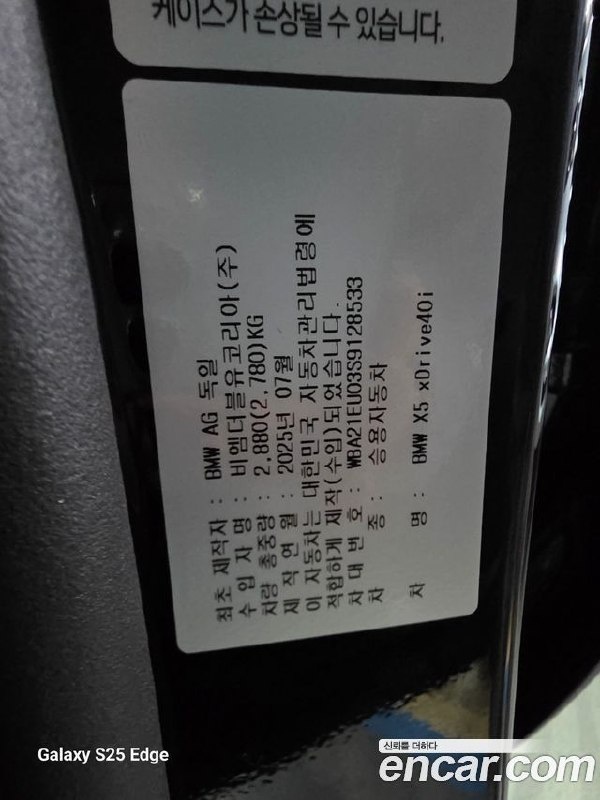 케이스가 손상될 수 있습니다.
최초 제작자 : BMW AG 독일
수 입 자 명 : 비엠더블유코리아(주)
차량 총중량 : 2,880(2,780)KG
제 작 연 월 : 2025년 07월
이 자동차는 대한민국 자동차관리법령에
적합하게 제작(수입)되었습니다.
차 대 번 호 : WBA21EU03S9128533
차 종 : 승용자동차
차 명 : BMW X5 xDrive40i
Galaxy S25 Edge
신뢰를 더하다
encar.com